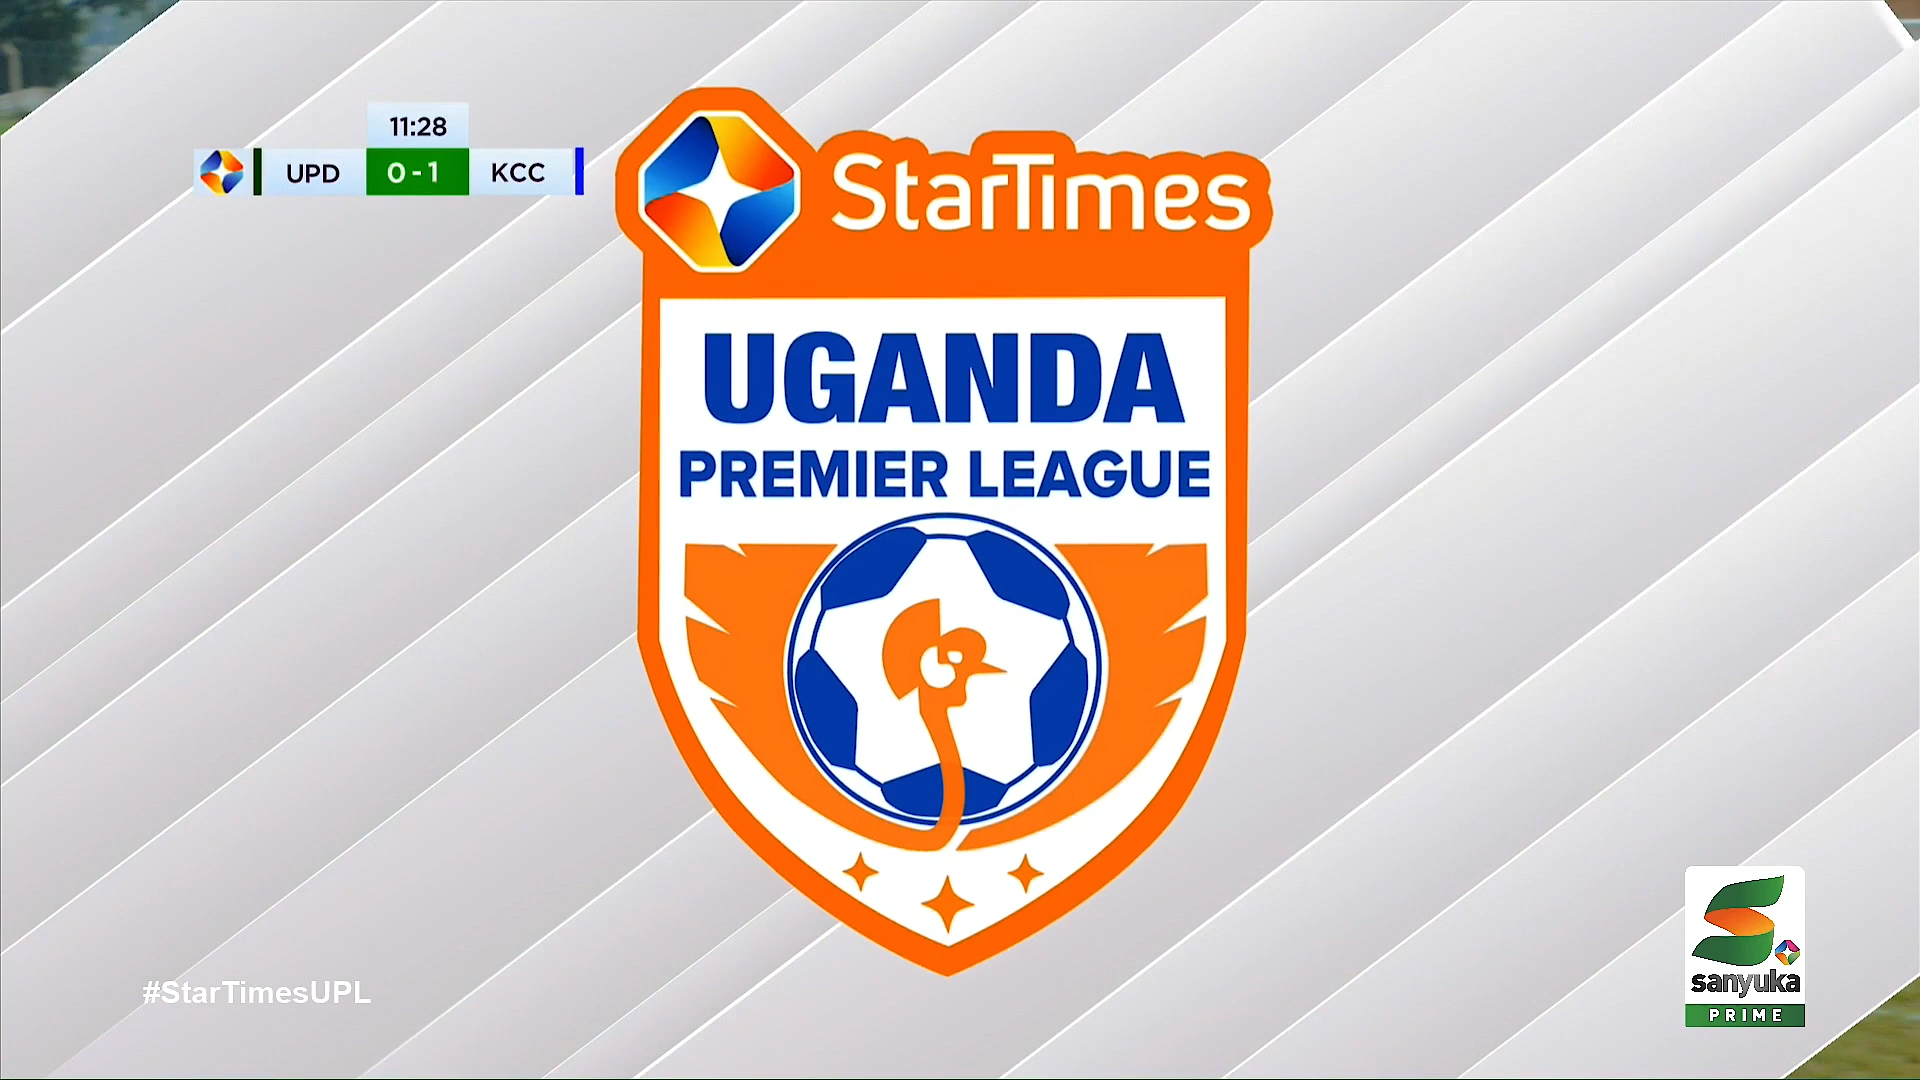 11:28
UPD 0-1 KCC
StarTimes
UGANDA
PREMIER LEAGUE
#StarTimesUPL
sanyuka
PRIME